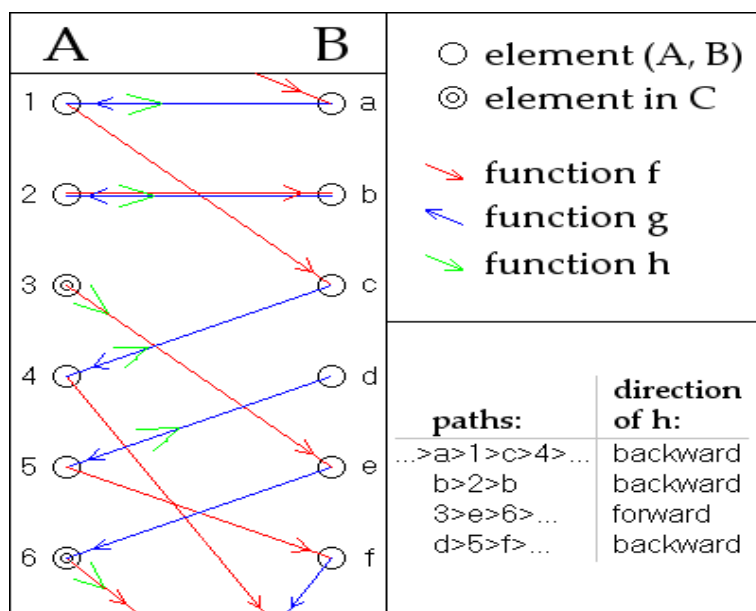 A B
1 a
2 b
3 c
4 d
5 e
6 f
element (A, B)
element in C
function f
function g
function h
paths: direction of h:
...>a>1>c>4>... backward
b>2>b backward
3>e>6>... forward
d>5>f>... backward